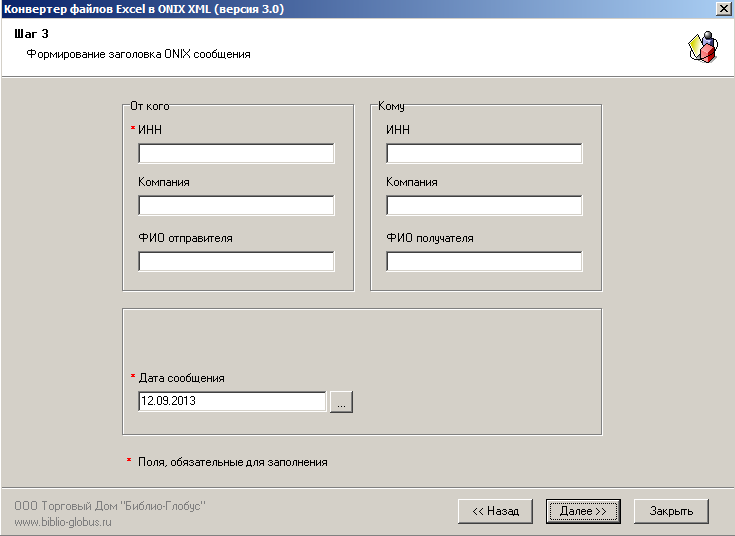 Конвертер файлов Excel в ONIX XML (версия 3.0)
Шаг 3
Формирование заголовка ONIX сообщения
От кого
* ИНН
Компания
ФИО отправителя
Кому
ИНН
Компания
ФИО получателя
* Дата сообщения
12.09.2013
...
* Поля, обязательные для заполнения
ООО Торговый Дом "Библио-Глобус"
www.biblio-globus.ru
<< Назад
Далее >>
Закрыть